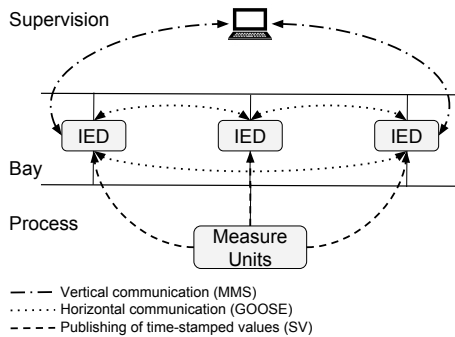 Supervision
IED
IED
IED
Bay
Process
Measure
Units
Vertical communication (MMS)
Horizontal communication (GOOSE)
Publishing of time-stamped values (SV)